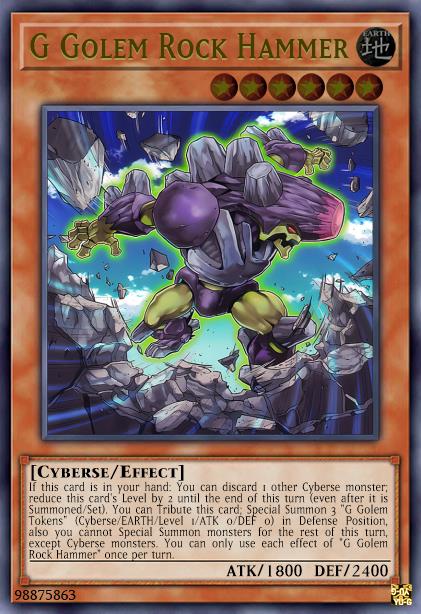 G Golem Rock Hammer
EARTH
地
[Cyberse/Effect]
If this card is in your hand: You can discard 1 other Cyberse monster;
reduce this card's Level by 2 until the end of this turn (even after it is
Summoned/Set). You can Tribute this card; Special Summon 3 "G Golem
Tokens" (Cyberse/EARTH/Level 1/ATK 0/DEF 0) in Defense Position,
also you cannot Special Summon monsters for the rest of this turn,
except Cyberse monsters. You can only use each effect of "G Golem
Rock Hammer" once per turn.
ATK/1800 DEF/2400
98875863